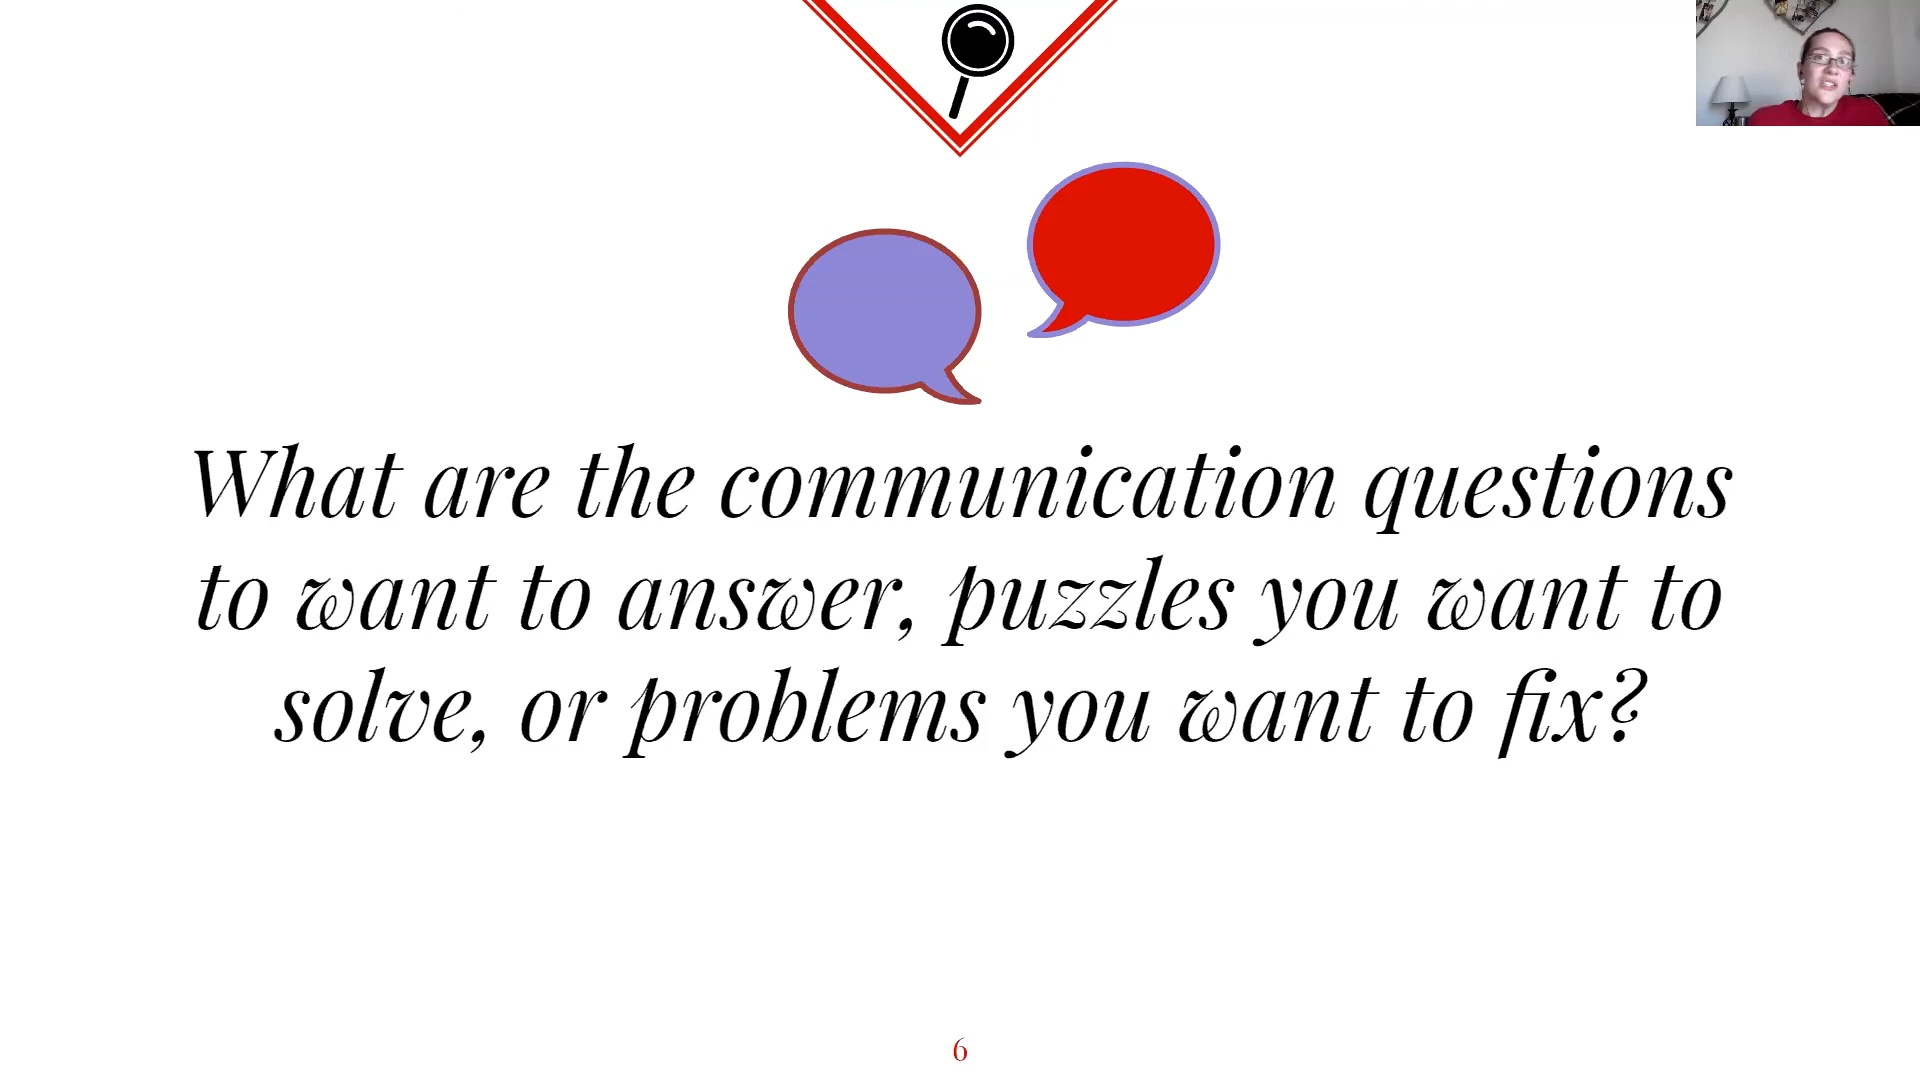 What are the communication questions
to want to answer, puzzles you want to
solve, or problems you want to fix?
6